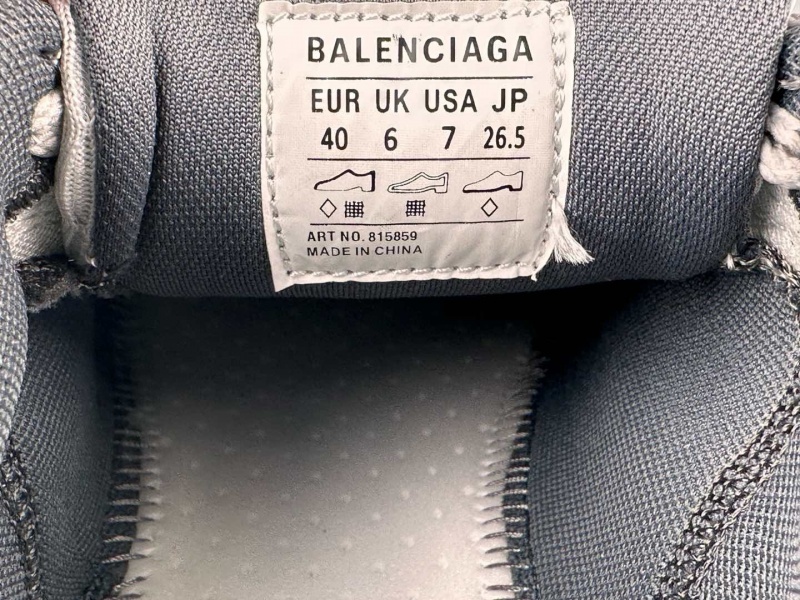 BALENCIAGA
EUR UK USA JP
40 6 7 26.5
ART NO. 815859
MADE IN CHINA